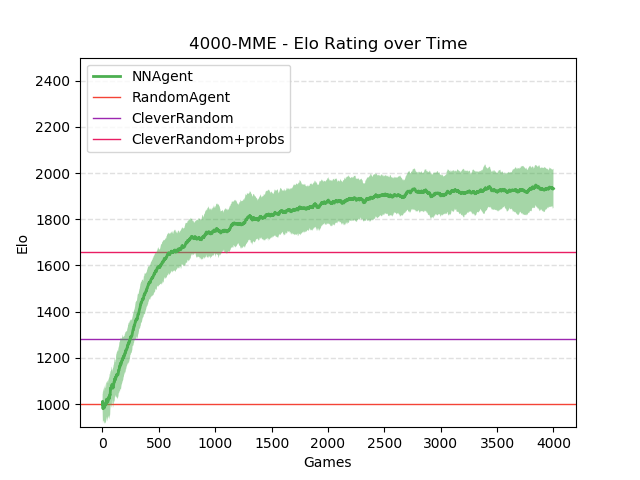 4000-MME - Elo Rating over Time
NNAgent
RandomAgent
CleverRandom
CleverRandom+probs
Elo
2400
2200
2000
1800
1600
1400
1200
1000
0 500 1000 1500 2000 2500 3000 3500 4000
Games